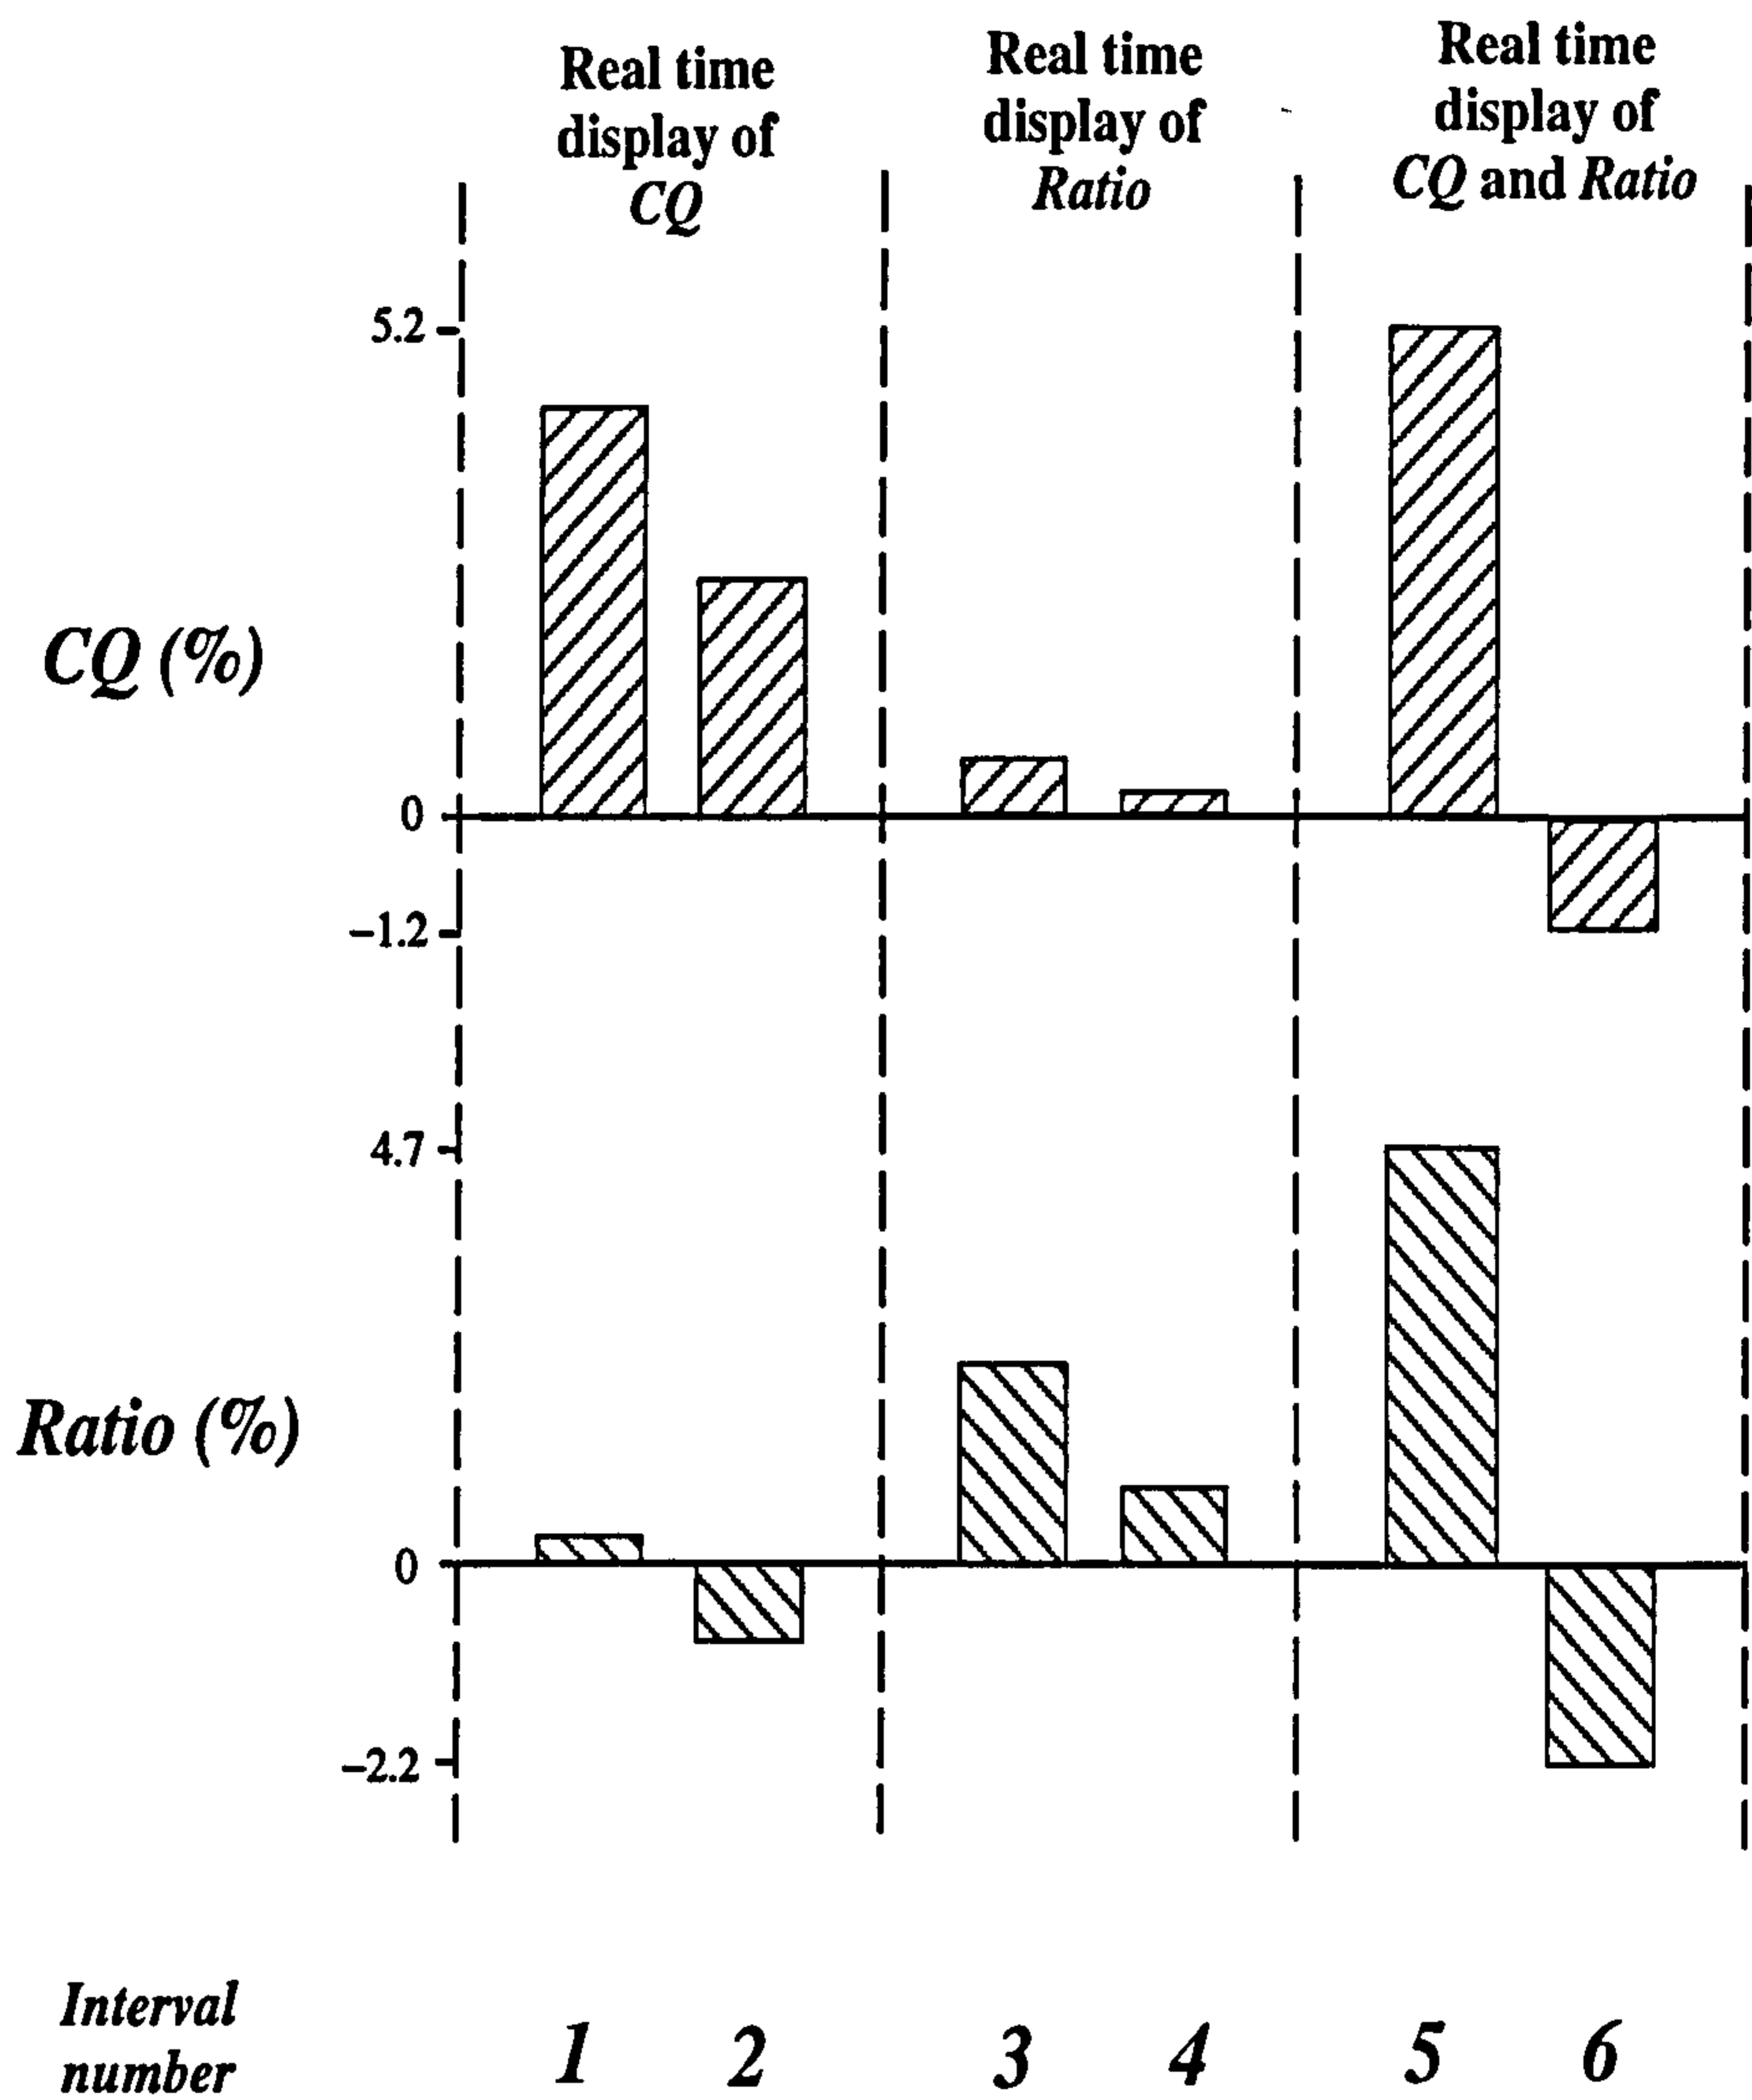 Real time
display of
CQ
Real time
display of
Ratio
Real time
display of
CQ and Ratio
5.2
CQ (%)
0
–1.2
4.7
Ratio (%)
0
–2.2
Interval
number
1 2 3 4 5 6